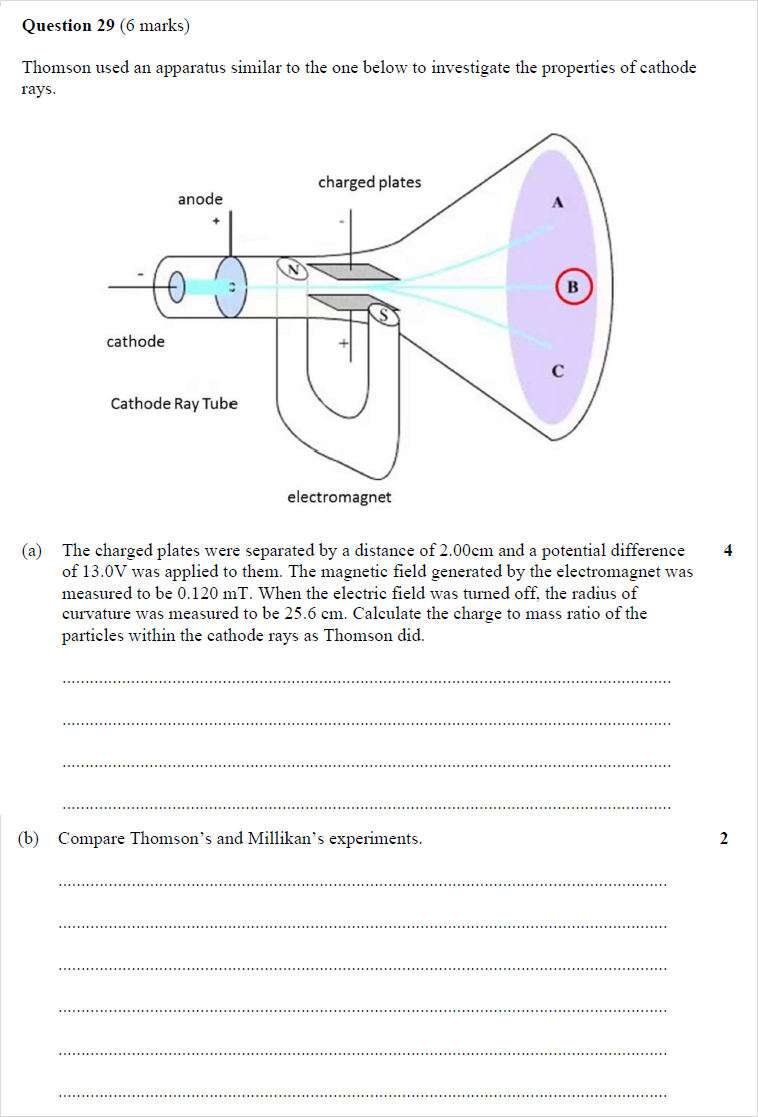 Question 29 (6 marks)
Thomson used an apparatus similar to the one below to investigate the properties of cathode
rays.
charged plates
anode
+
-
A
-
N
B
S
+
cathode
C
Cathode Ray Tube
electromagnet
(a) The charged plates were separated by a distance of 2.00cm and a potential difference 4
of 13.0V was applied to them. The magnetic field generated by the electromagnet was
measured to be 0.120 mT. When the electric field was turned off, the radius of
curvature was measured to be 25.6 cm. Calculate the charge to mass ratio of the
particles within the cathode rays as Thomson did.
(b) Compare Thomson’s and Millikan’s experiments. 2